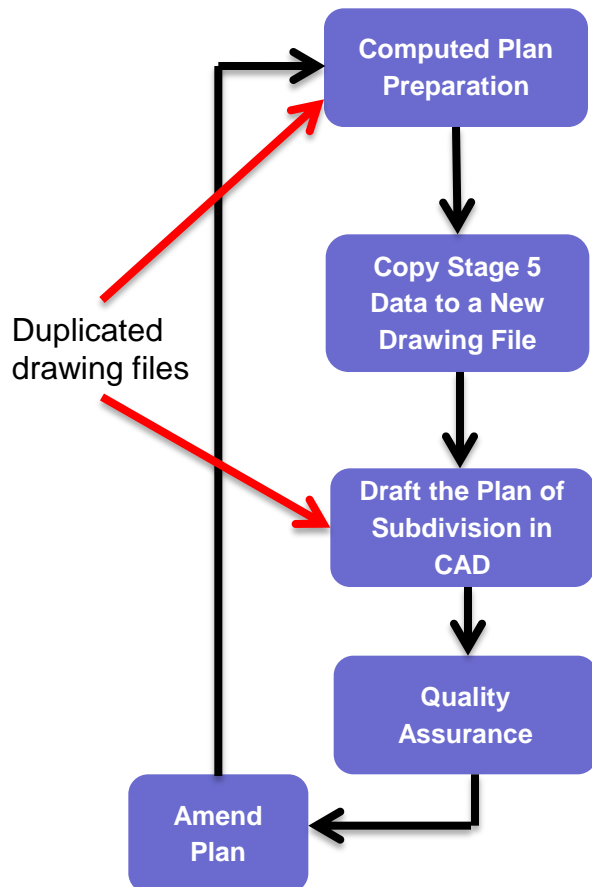 Computed Plan
Preparation
Copy Stage 5
Data to a New
Drawing File
Duplicated
drawing files
Draft the Plan of
Subdivision in
CAD
Quality
Assurance
Amend
Plan